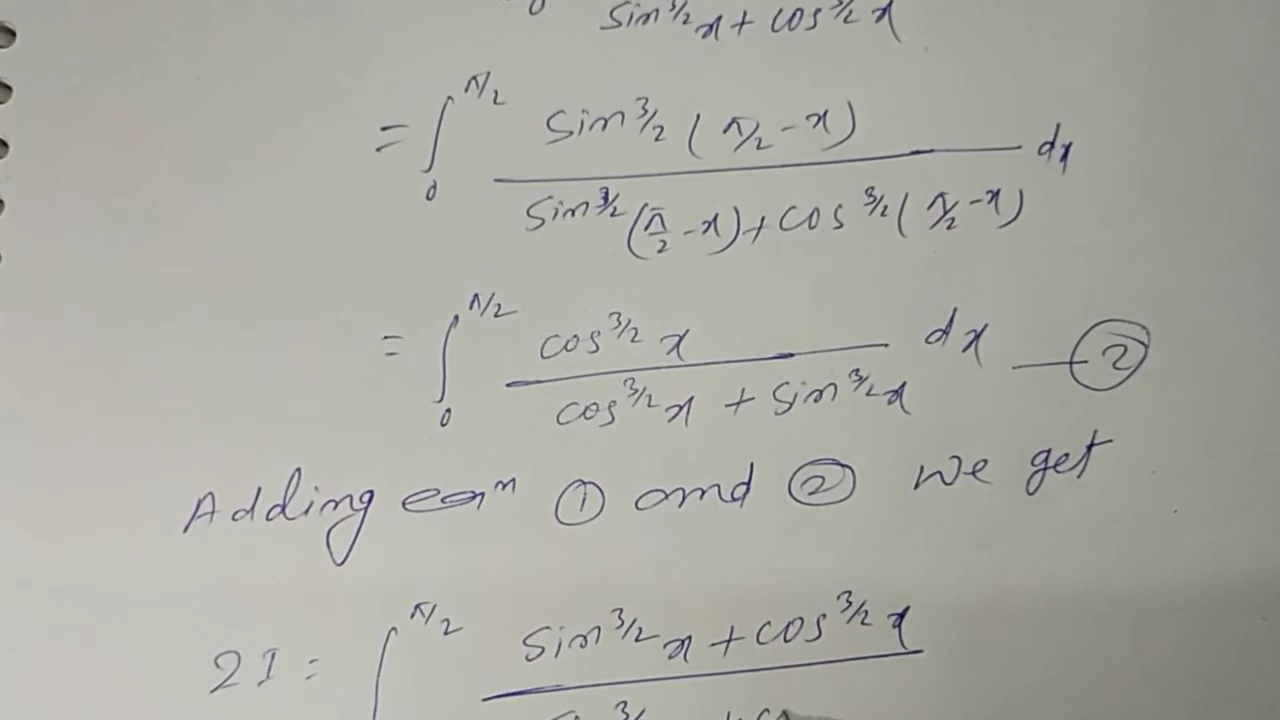 0 sin^3/2 x + cos^3/2 x
= ∫_0^π/2 sin^3/2 (π/2 - x) / (sin^3/2 (π/2 - x) + cos^3/2 (π/2 - x)) dx
= ∫_0^π/2 cos^3/2 x / (cos^3/2 x + sin^3/2 x) dx — ②
Adding eqn ① and ② we get
2I = ∫^π/2 sin^3/2 x + cos^3/2 x